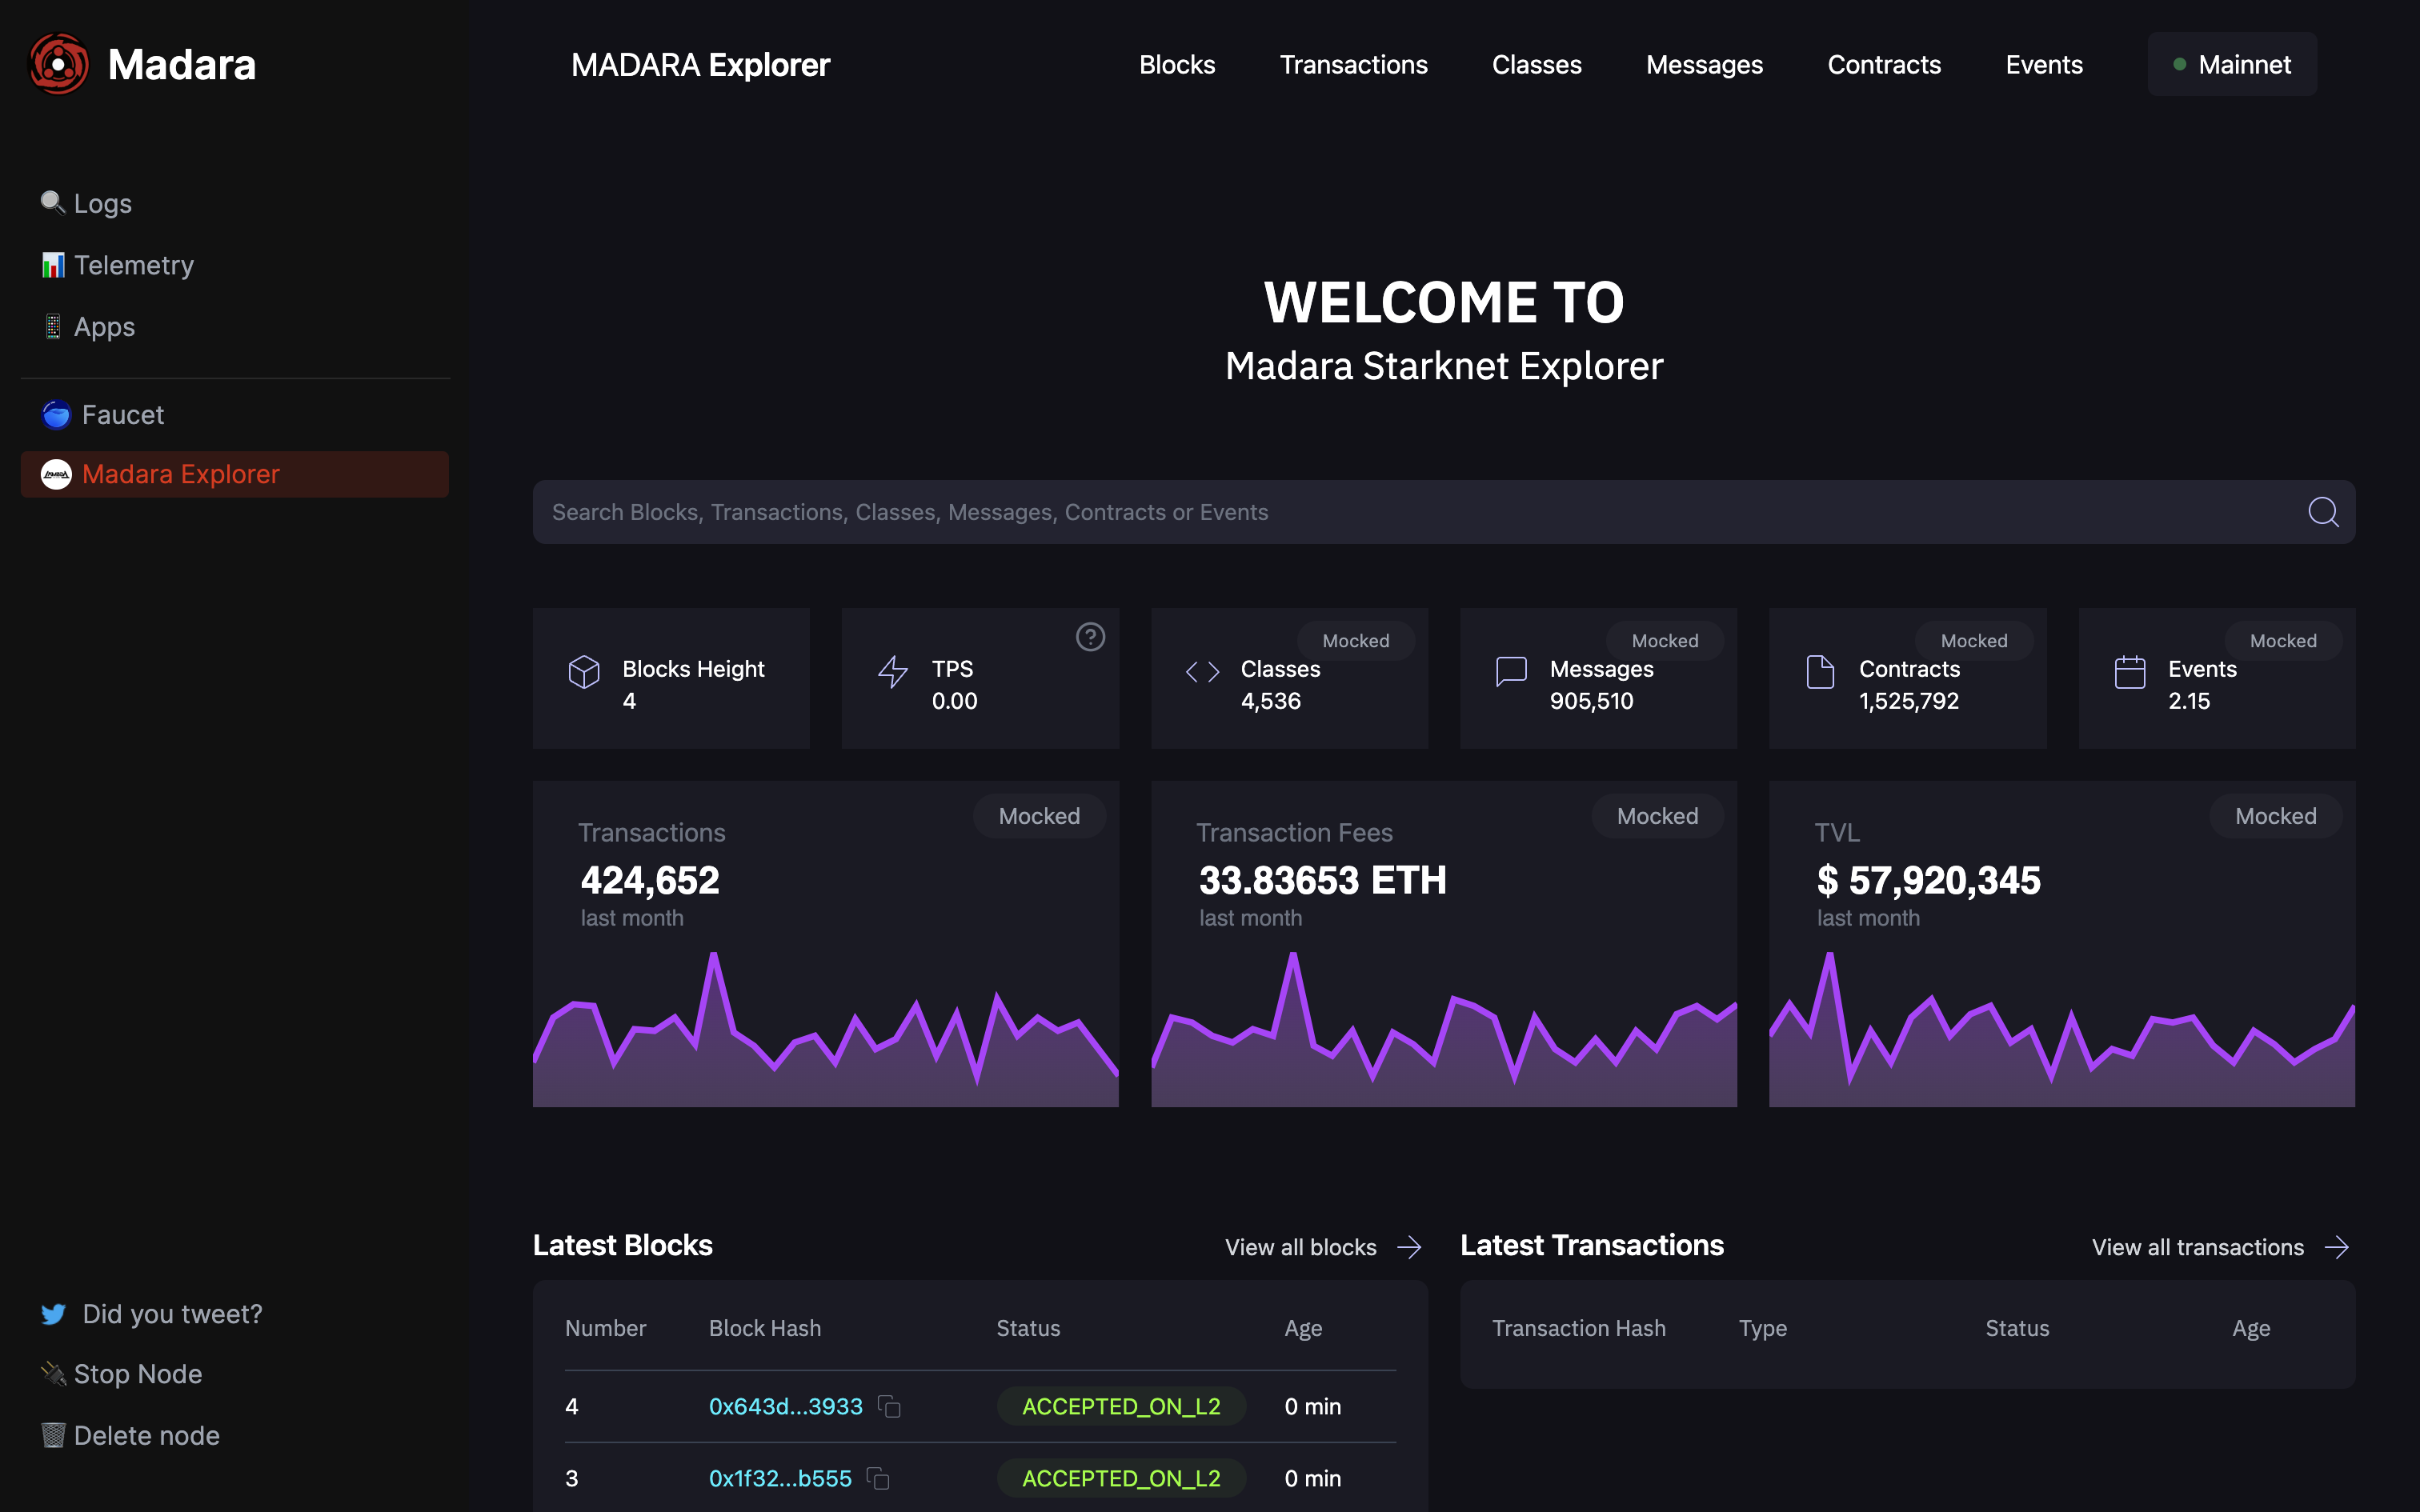 Madara
Logs
Telemetry
Apps
Faucet
Madara Explorer
Did you tweet?
Stop Node
Delete node
MADARA Explorer
Blocks
Transactions
Classes
Messages
Contracts
Events
Mainnet
WELCOME TO
Madara Starknet Explorer
Search Blocks, Transactions, Classes, Messages, Contracts or Events
Blocks Height
4
TPS
0.00
Mocked
Classes
4,536
Mocked
Messages
905,510
Mocked
Contracts
1,525,792
Mocked
Events
2.15
Mocked
Transactions
424,652
last month
Mocked
Transaction Fees
33.83653 ETH
last month
Mocked
TVL
$ 57,920,345
last month
Latest Blocks
View all blocks
Number Block Hash Status Age
4 0x643d...3933 ACCEPTED_ON_L2 0 min
3 0x1f32...b555 ACCEPTED_ON_L2 0 min
Latest Transactions
View all transactions
Transaction Hash Type Status Age